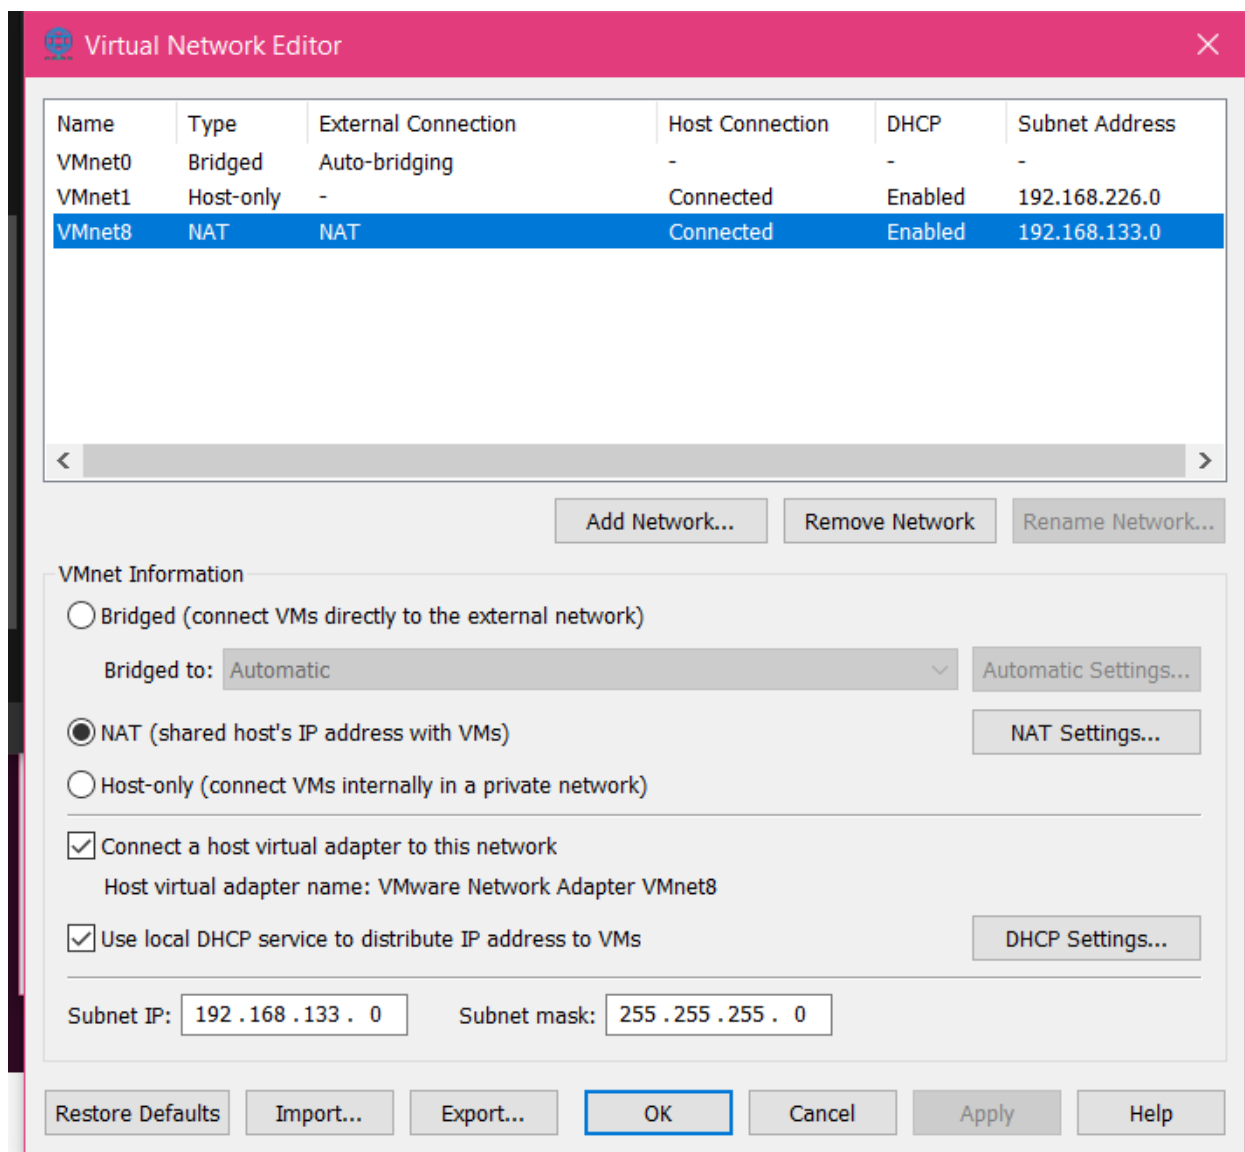 Virtual Network Editor
Name Type External Connection Host Connection DHCP Subnet Address
VMnet0 Bridged Auto-bridging - - -
VMnet1 Host-only - Connected Enabled 192.168.226.0
VMnet8 NAT NAT Connected Enabled 192.168.133.0
Add Network... Remove Network Rename Network...
VMnet Information
Bridged (connect VMs directly to the external network)
Bridged to: Automatic Automatic Settings...
NAT (shared host's IP address with VMs) NAT Settings...
Host-only (connect VMs internally in a private network)
Connect a host virtual adapter to this network
Host virtual adapter name: VMware Network Adapter VMnet8
Use local DHCP service to distribute IP address to VMs DHCP Settings...
Subnet IP: 192 . 168 . 133 . 0 Subnet mask: 255 . 255 . 255 . 0
Restore Defaults Import... Export... OK Cancel Apply Help